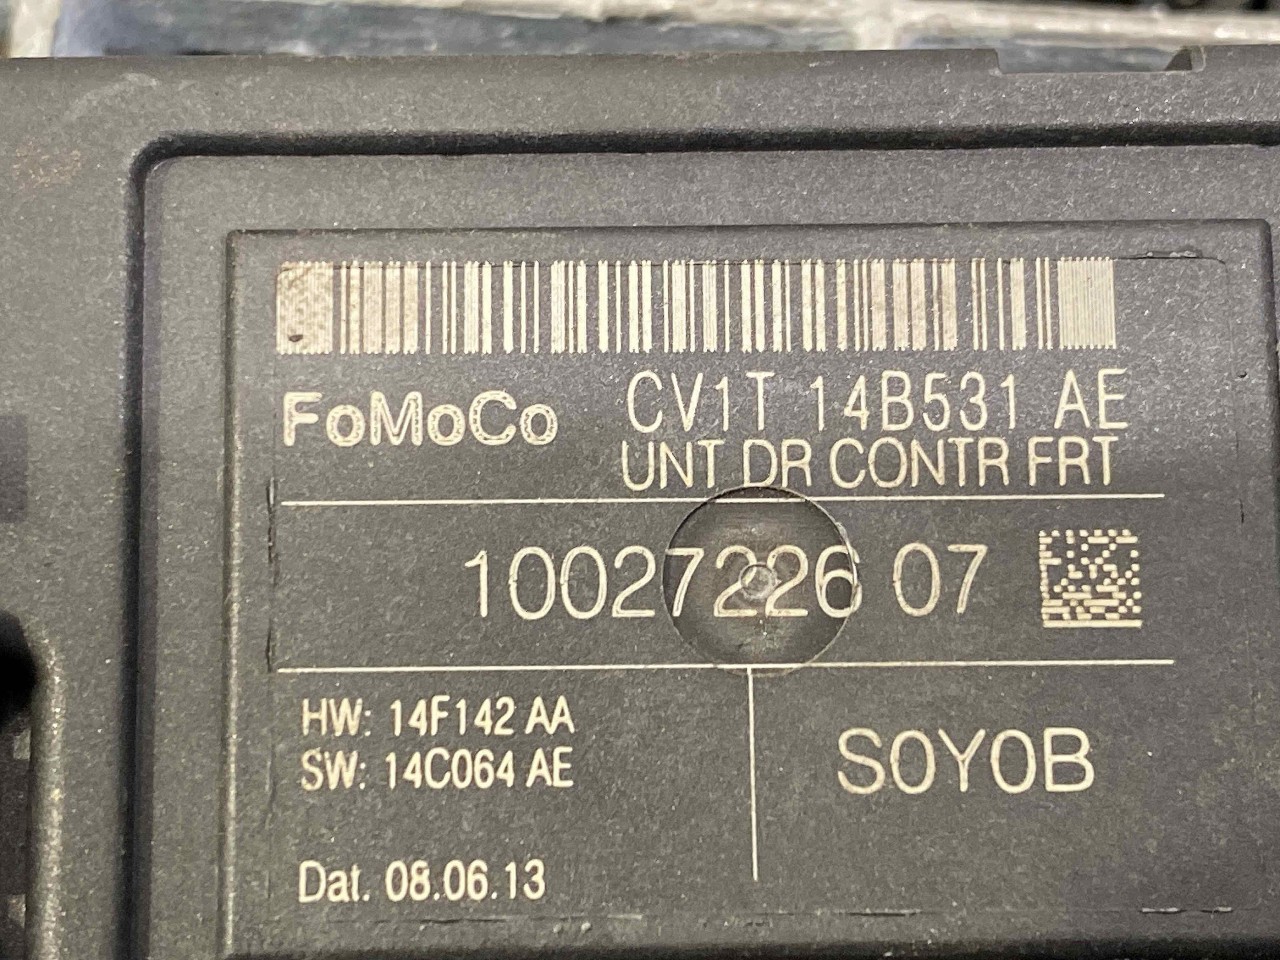 FoMoCo CV1T 14B531 AE
UNT DR CONTR FRT
10027226 07
HW: 14F142 AA
SW: 14C064 AE
S0Y0B
Dat. 08.06.13